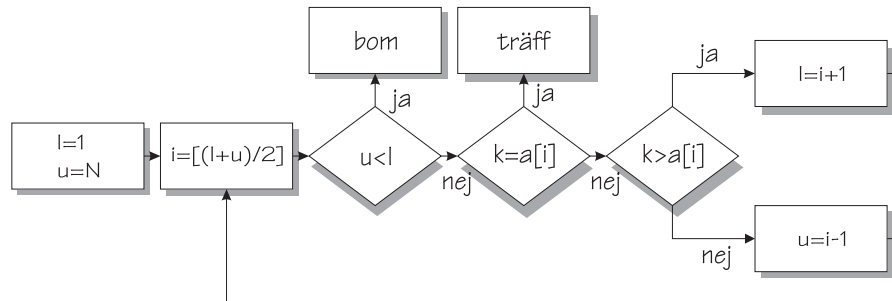 bom
träff
ja
ja
ja
l=1
u=N
i=[(l+u)/2]
u<l
k=a[i]
k>a[i]
l=i+1
nej
nej
nej
u=i-1